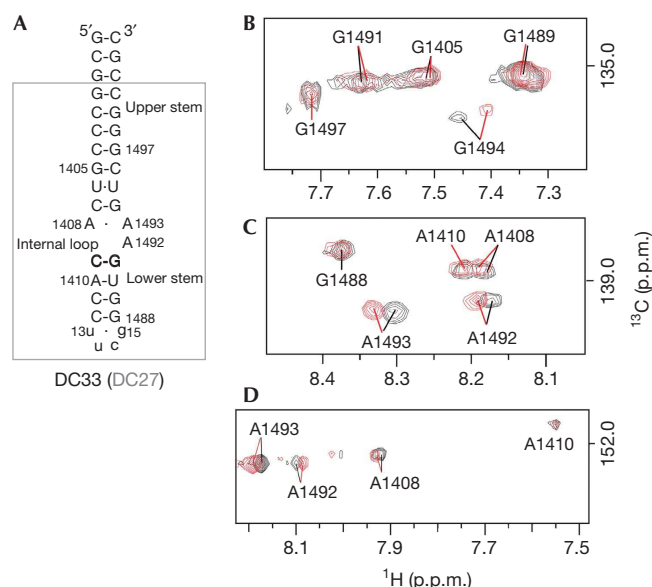 A
5′ G-C 3′
C-G
G-C
G-C
C-G Upper stem
C-G
C-G 1497
1405 G-C
U·U
C-G
1408 A · A 1493
Internal loop A 1492
C-G
1410 A-U Lower stem
C-G
C-G 1488
13 u · g 15
u c
DC33 (DC27)
B
G1491 G1405 G1489
G1497
G1494
135.0
7.7 7.6 7.5 7.4 7.3
C
A1410 A1408
G1488
A1493
A1492
139.0
8.4 8.3 8.2 8.1
13C (p.p.m.)
D
A1493
A1492
A1408
A1410
152.0
8.1 7.9 7.7 7.5
1H (p.p.m.)